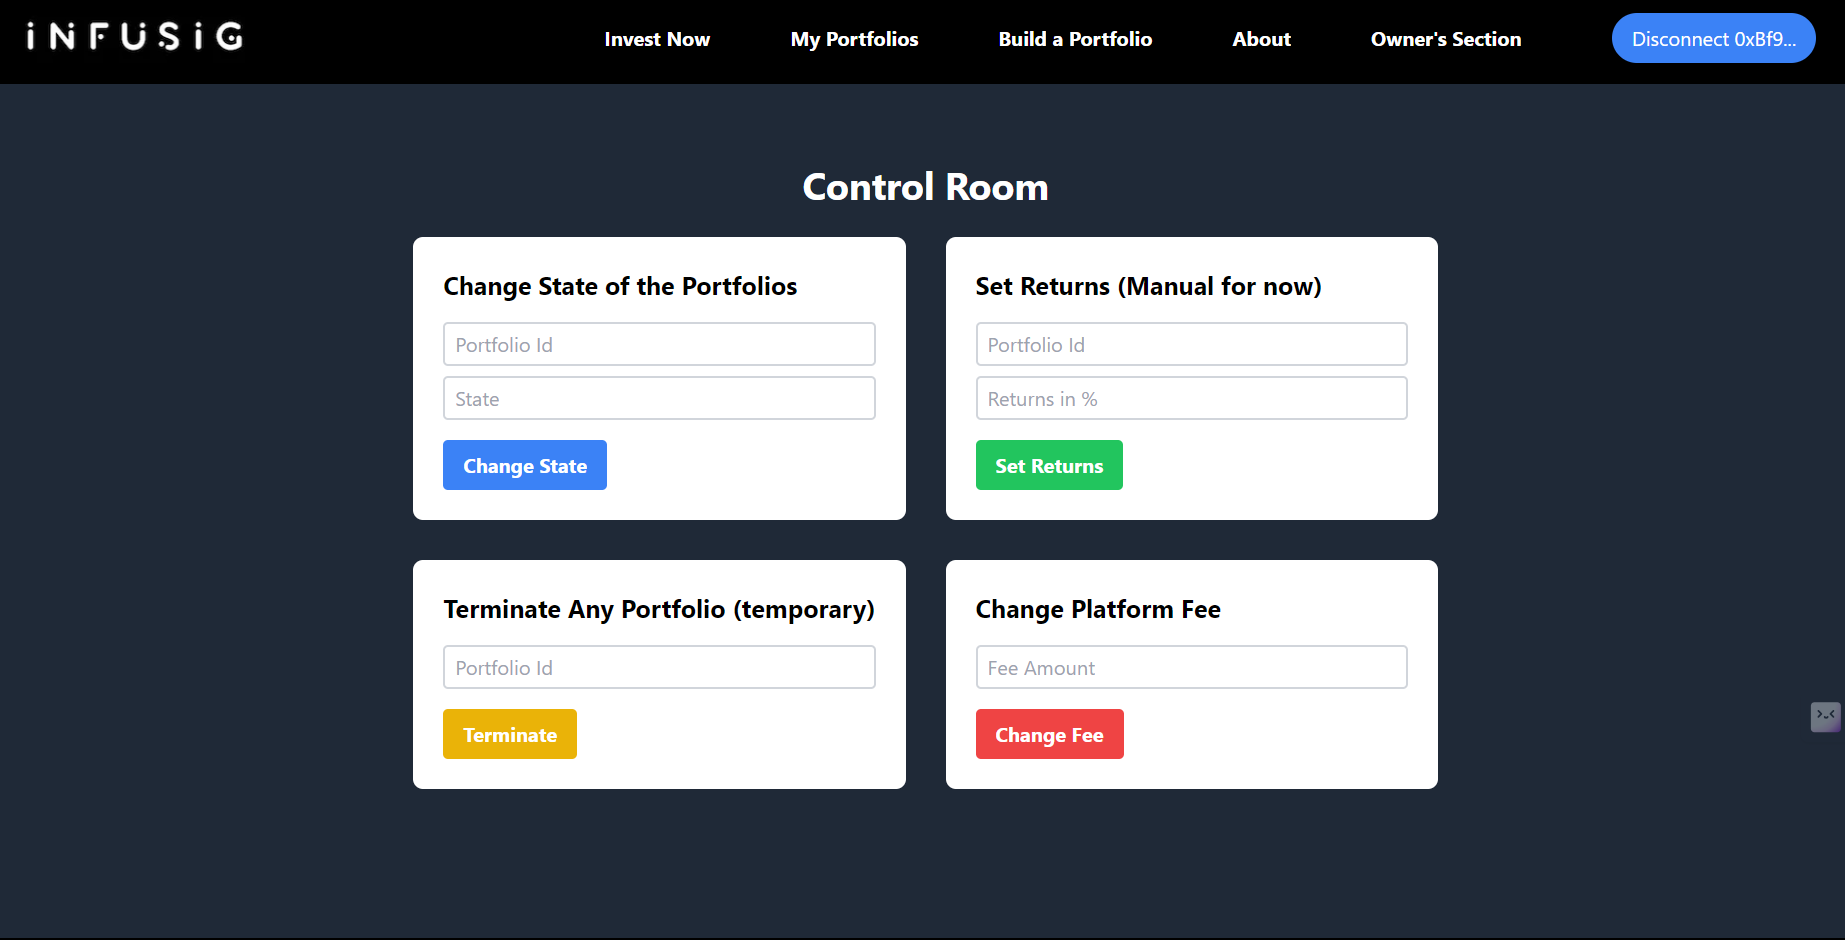 iNFUSiG
Invest Now
My Portfolios
Build a Portfolio
About
Owner's Section
Disconnect 0xBf9...
Control Room
Change State of the Portfolios
Portfolio Id
State
Change State
Set Returns (Manual for now)
Portfolio Id
Returns in %
Set Returns
Terminate Any Portfolio (temporary)
Portfolio Id
Terminate
Change Platform Fee
Fee Amount
Change Fee